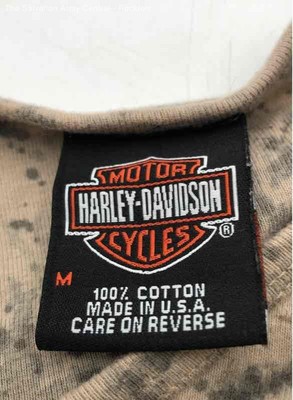 MOTOR
HARLEY-DAVIDSON
CYCLES
®
M
100% COTTON
MADE IN U.S.A.
CARE ON REVERSE